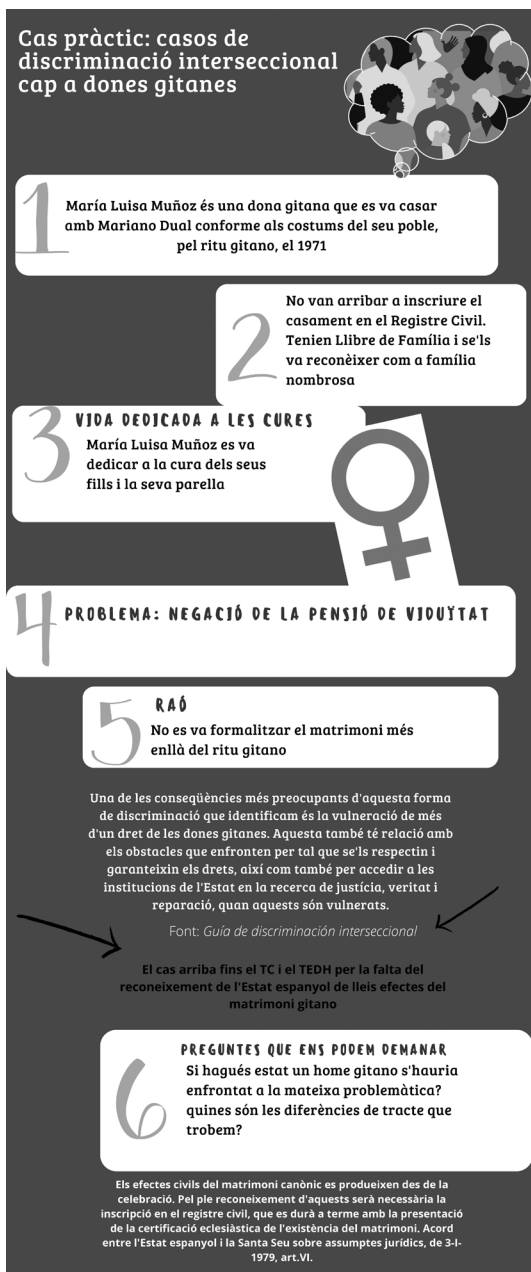 Cas pràctic: casos de
discriminació interseccional
cap a dones gitanes
1
María Luisa Muñoz és una dona gitana que es va casar
amb Mariano Dual conforme als costums del seu poble,
pel ritu gitano, el 1971
2
No van arribar a inscriure el
casament en el Registre Civil.
Tenien Llibre de Família i se'ls
va reconèixer com a família
nombrosa
3
VIDA DEDICADA A LES CURES
María Luisa Muñoz es va
dedicar a la cura dels seus
fills i la seva parella
4
PROBLEMA: NEGACIÓ DE LA PENSIÓ DE VIDUÏTAT
5
RAÓ
No es va formalitzar el matrimoni més
enllà del ritu gitano
Una de les conseqüències més preocupants d'aquesta forma
de discriminació que identificam és la vulneració de més
d'un dret de les dones gitanes. Aquesta també té relació amb
els obstacles que enfronten per tal que se'ls respectin i
garanteixin els drets, així com també per accedir a les
institucions de l'Estat en la recerca de justícia, veritat i
reparació, quan aquests són vulnerats.
Font: Guía de discriminación interseccional
El cas arriba fins el TC i el TEDH per la falta del
reconeixement de l'Estat espanyol de lleis efectes del
matrimoni gitano
6
PREGUNTES QUE ENS PODEM DEMANAR
Si hagués estat un home gitano s'hauria
enfrontat a la mateixa problemàtica?
quines són les diferències de tracte que
trobem?
Els efectes civils del matrimoni canònic es produeixen des de la
celebració. Pel ple reconeixement d'aquests serà necessària la
inscripció en el registre civil, que es durà a terme amb la presentació
de la certificació eclesiàstica de l'existència del matrimoni. Acord
entre l'Estat espanyol i la Santa Seu sobre assumptes jurídics, de 3-I-
1979, art.VI.